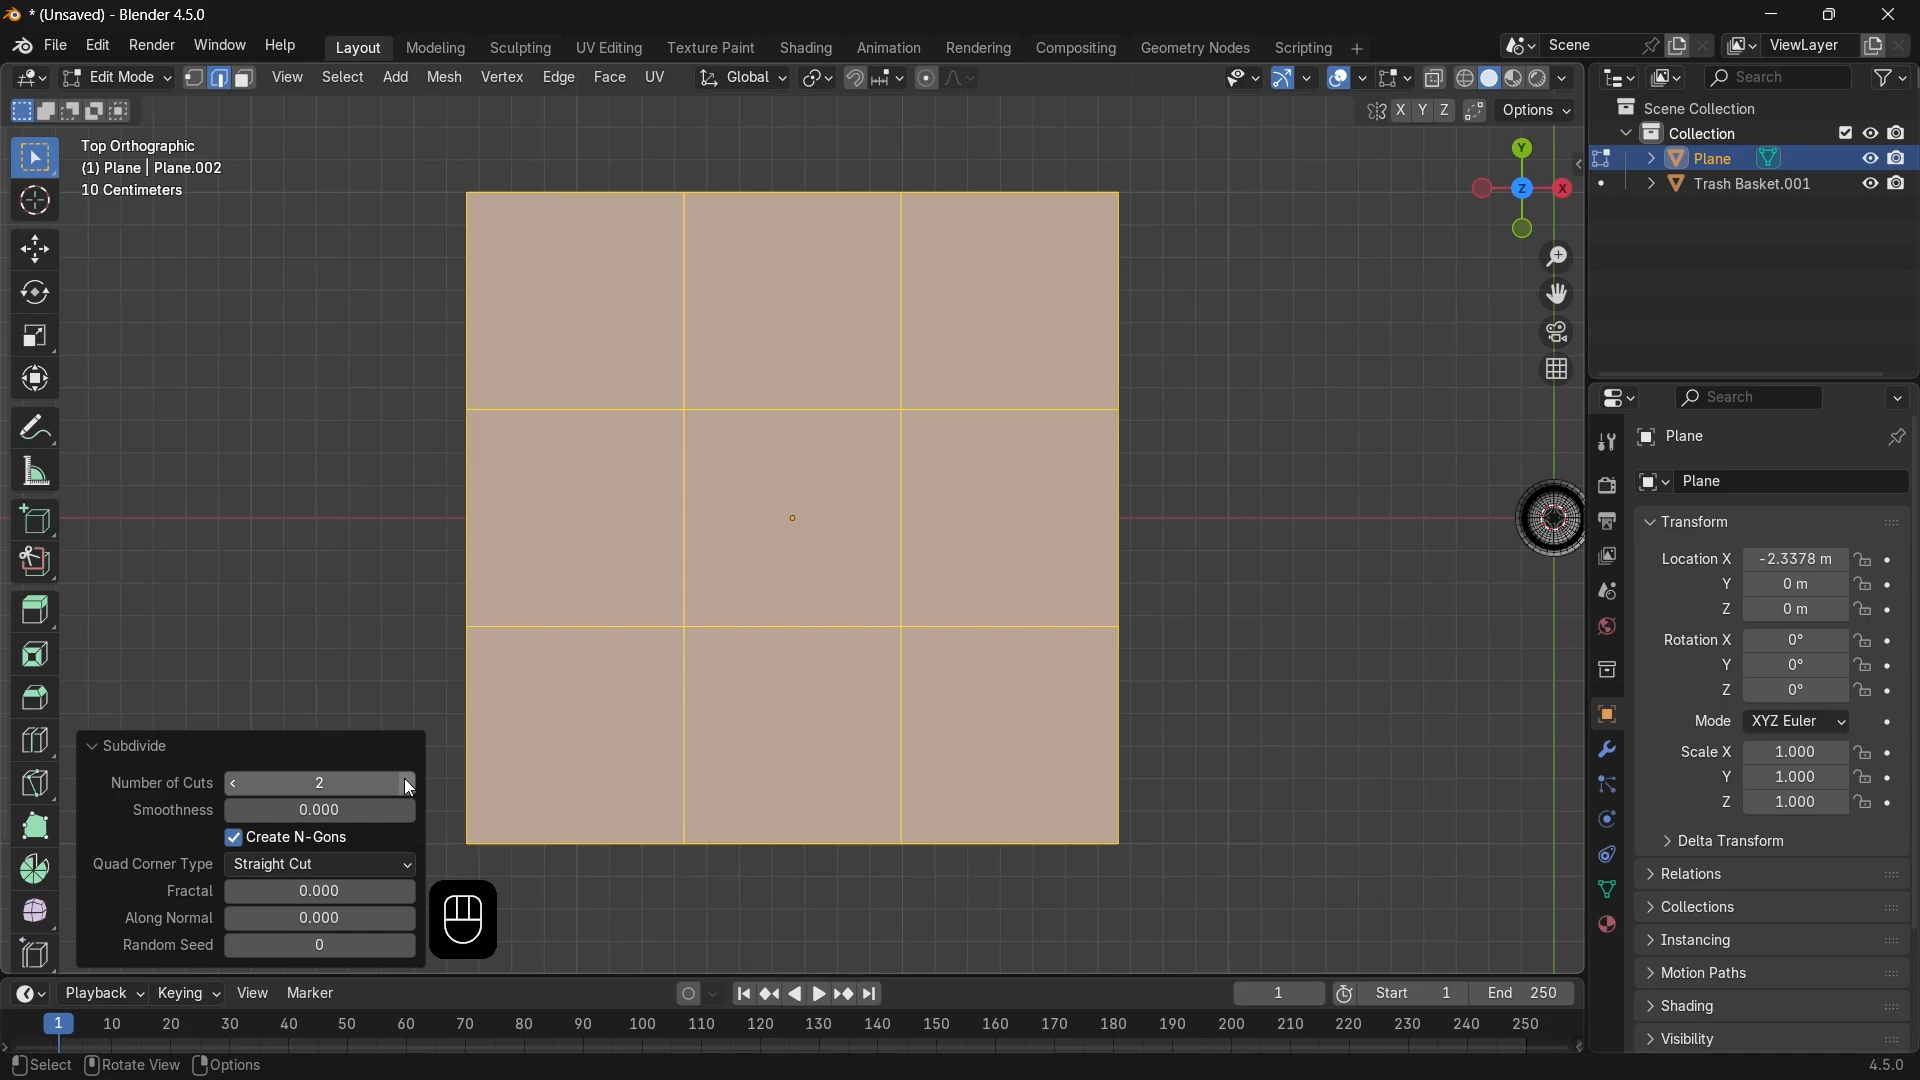 * (Unsaved) - Blender 4.5.0
File Edit Render Window Help
Layout Modeling Sculpting UV Editing Texture Paint Shading Animation Rendering Compositing Geometry Nodes Scripting +
Scene
ViewLayer
Edit Mode View Select Add Mesh Vertex Edge Face UV Global
Search
X Y Z Options
Scene Collection
Collection
Plane
Trash Basket.001
Top Orthographic
(1) Plane | Plane.002
10 Centimeters
Y
Z
X
Search
Plane
Plane
Transform
Location X -2.3378 m
Y 0 m
Z 0 m
Rotation X 0°
Y 0°
Z 0°
Mode XYZ Euler
Scale X 1.000
Y 1.000
Z 1.000
Delta Transform
Relations
Collections
Instancing
Motion Paths
Shading
Visibility
Subdivide
Number of Cuts 2
Smoothness 0.000
Create N-Gons
Quad Corner Type Straight Cut
Fractal 0.000
Along Normal 0.000
Random Seed 0
Playback Keying View Marker
1 Start 1 End 250
1 10 20 30 40 50 60 70 80 90 100 110 120 130 140 150 160 170 180 190 200 210 220 230 240 250
Select Rotate View Options
4.5.0